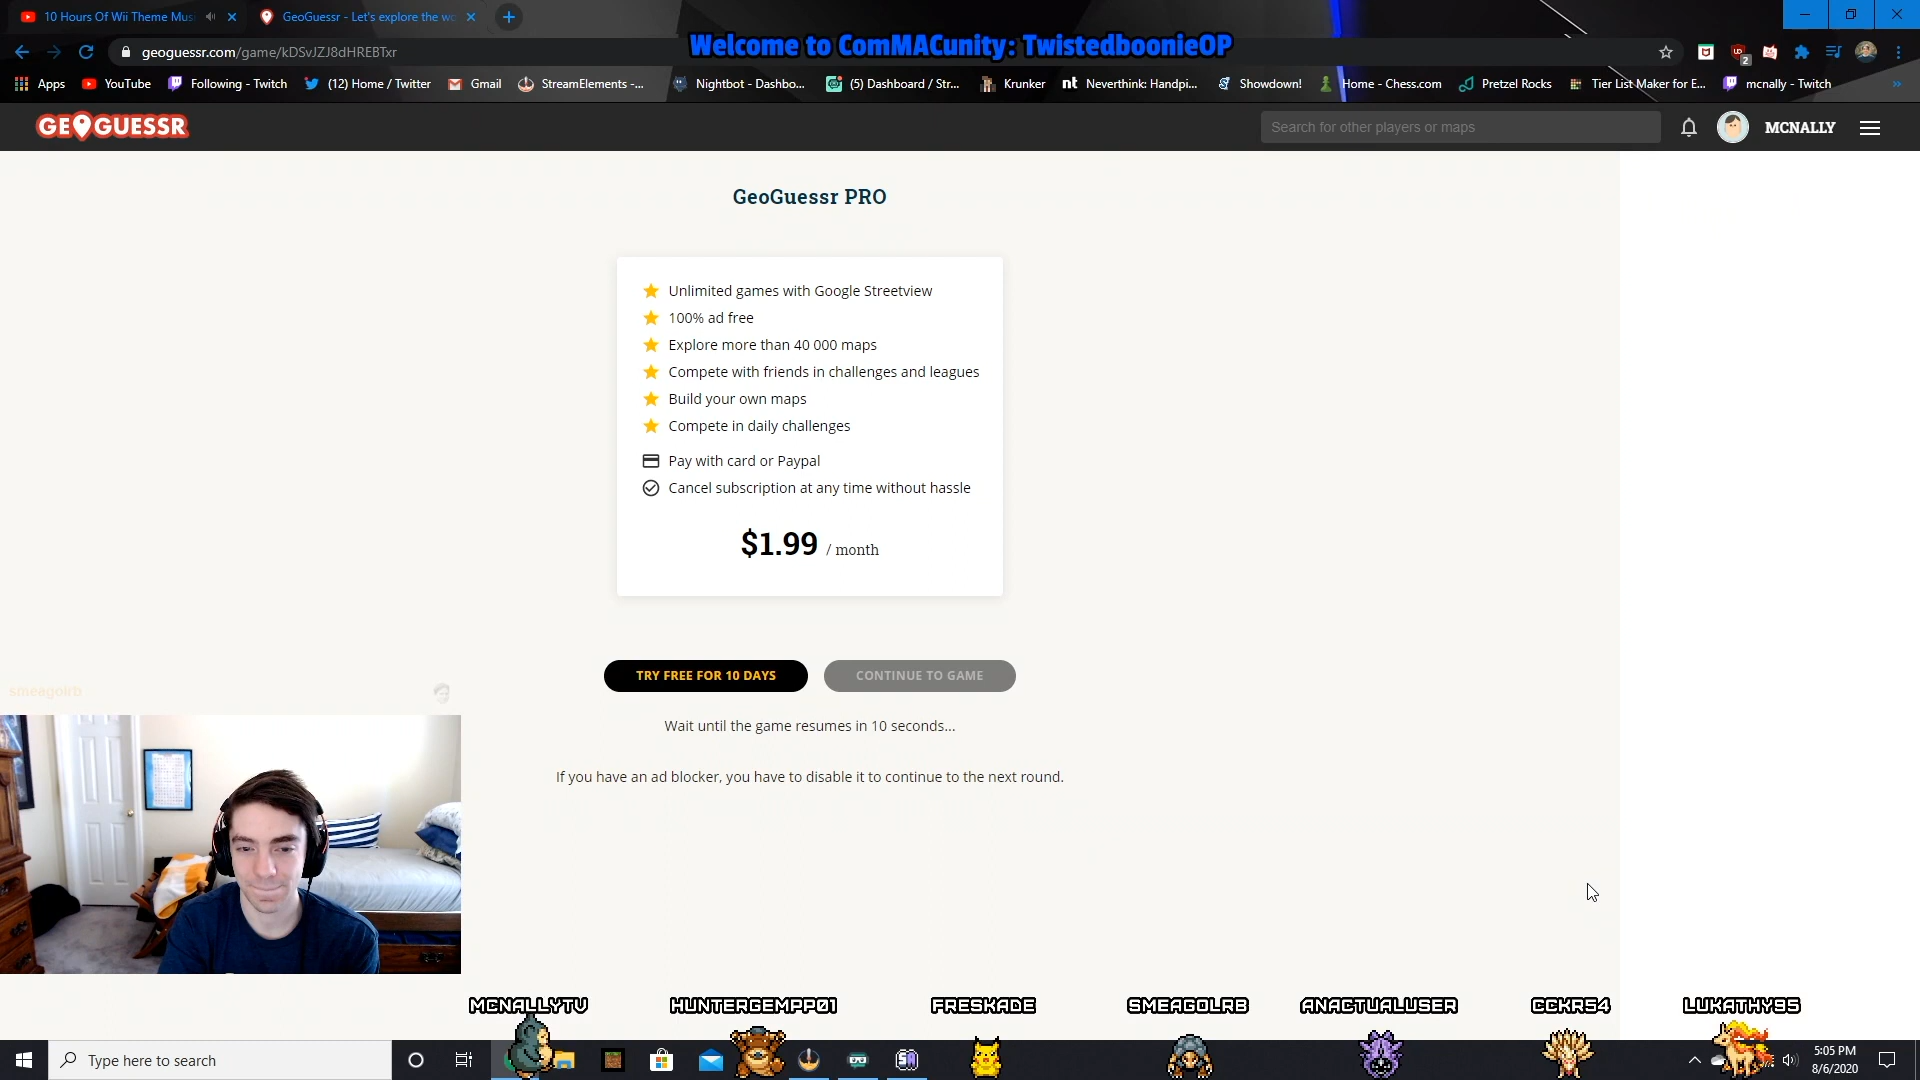 10 Hours Of Wii Theme Mus
GeoGuessr - Let's explore the wo
geoguessr.com/game/kDSvJZJ8dHREBTxr
Welcome to ComMACunity: TwistedboonieOP
2
Apps
YouTube
Following - Twitch
(12) Home / Twitter
Gmail
StreamElements -...
Nightbot - Dashbo...
(5) Dashboard / Str...
Krunker
nt
Neverthink: Handpi...
Showdown!
Home - Chess.com
Pretzel Rocks
Tier List Maker for E...
mcnally - Twitch
»
GEOGUESSR
Search for other players or maps
MCNALLY
GeoGuessr PRO
Unlimited games with Google Streetview
100% ad free
Explore more than 40 000 maps
Compete with friends in challenges and leagues
Build your own maps
Compete in daily challenges
Pay with card or Paypal
Cancel subscription at any time without hassle
$1.99 / month
TRY FREE FOR 10 DAYS
CONTINUE TO GAME
Wait until the game resumes in 10 seconds...
If you have an ad blocker, you have to disable it to continue to the next round.
smeagolrb
MCNALLYTV
HUNTERGEMPP01
FRESKADE
SMEAGOLRB
ANACTUALUSER
CCKR54
LUKATHY95
Type here to search
5:05 PM
8/6/2020